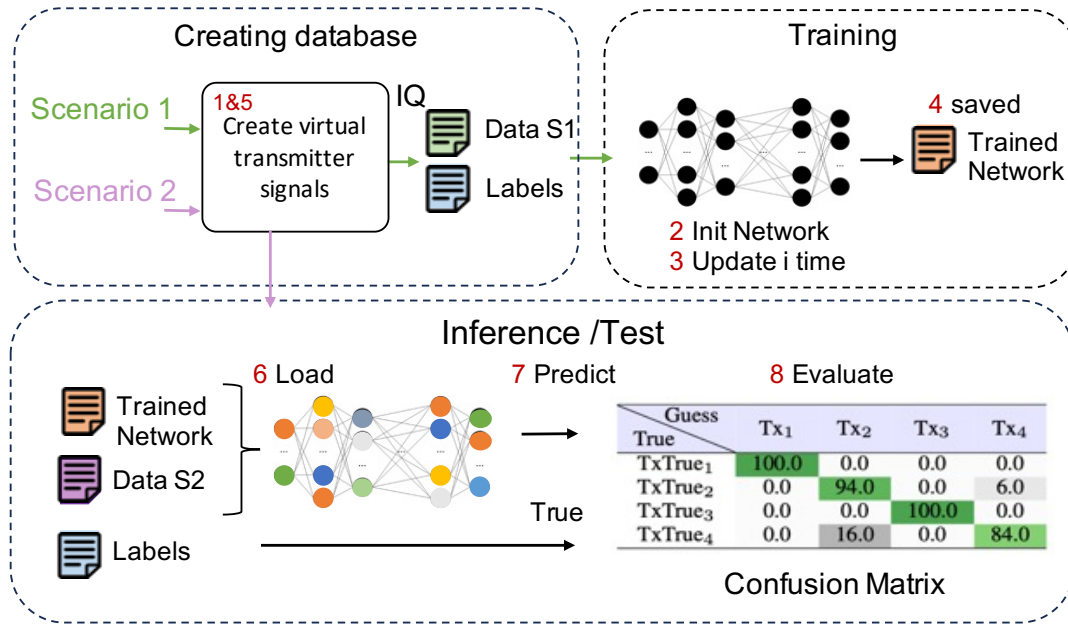 Creating database
Scenario 1
Scenario 2
1&5
Create virtual
transmitter
signals
IQ
Data S1
Labels
Training
...
...
...
...
...
2 Init Network
3 Update i time
4 saved
Trained
Network
Inference /Test
Trained
Network
Data S2
Labels
6 Load
...
...
...
...
...
7 Predict
True
8 Evaluate
Guess
True
Tx1 Tx2 Tx3 Tx4
TxTrue1 100.0 0.0 0.0 0.0
TxTrue2 0.0 94.0 0.0 6.0
TxTrue3 0.0 0.0 100.0 0.0
TxTrue4 0.0 16.0 0.0 84.0
Confusion Matrix